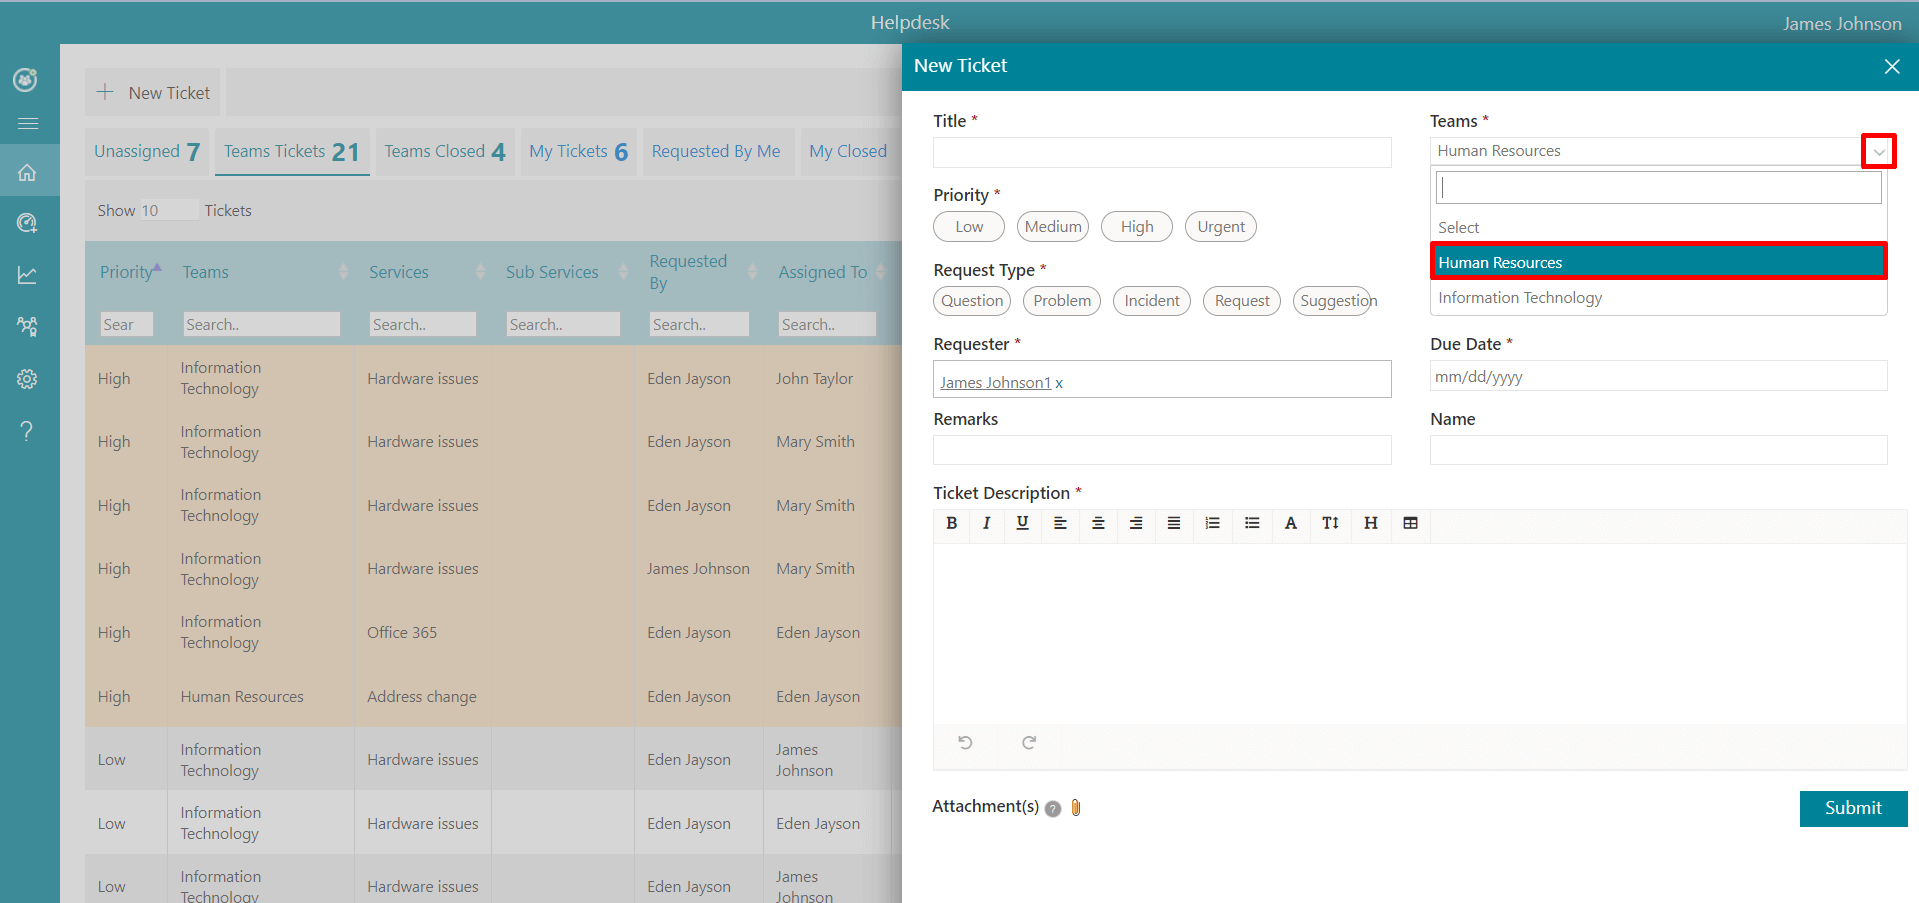 Helpdesk
James Johnson
New Ticket
Unassigned 7
Teams Tickets 21
Teams Closed 4
My Tickets 6
Requested By Me
My Closed
Show 10 Tickets
Priority
Teams
Services
Sub Services
Requested
By
Assigned To
Sear
Search..
Search..
Search..
Search..
Search..
High
Information
Technology
Hardware issues
Eden Jayson
John Taylor
High
Information
Technology
Hardware issues
Eden Jayson
Mary Smith
High
Information
Technology
Hardware issues
Eden Jayson
Mary Smith
High
Information
Technology
Hardware issues
James Johnson
Mary Smith
High
Information
Technology
Office 365
Eden Jayson
Eden Jayson
High
Human Resources
Address change
Eden Jayson
Eden Jayson
Low
Information
Technology
Hardware issues
Eden Jayson
James
Johnson
Low
Information
Technology
Hardware issues
Eden Jayson
Eden Jayson
Low
Information
Technology
Hardware issues
Eden Jayson
James
Johnson
New Ticket
Title *
Teams *
Human Resources
Select
Human Resources
Information Technology
Priority *
Low
Medium
High
Urgent
Request Type *
Question
Problem
Incident
Request
Suggestion
Requester *
James Johnson1 x
Due Date *
mm/dd/yyyy
Remarks
Name
Ticket Description *
B I U A T H
Attachment(s) ?
Submit